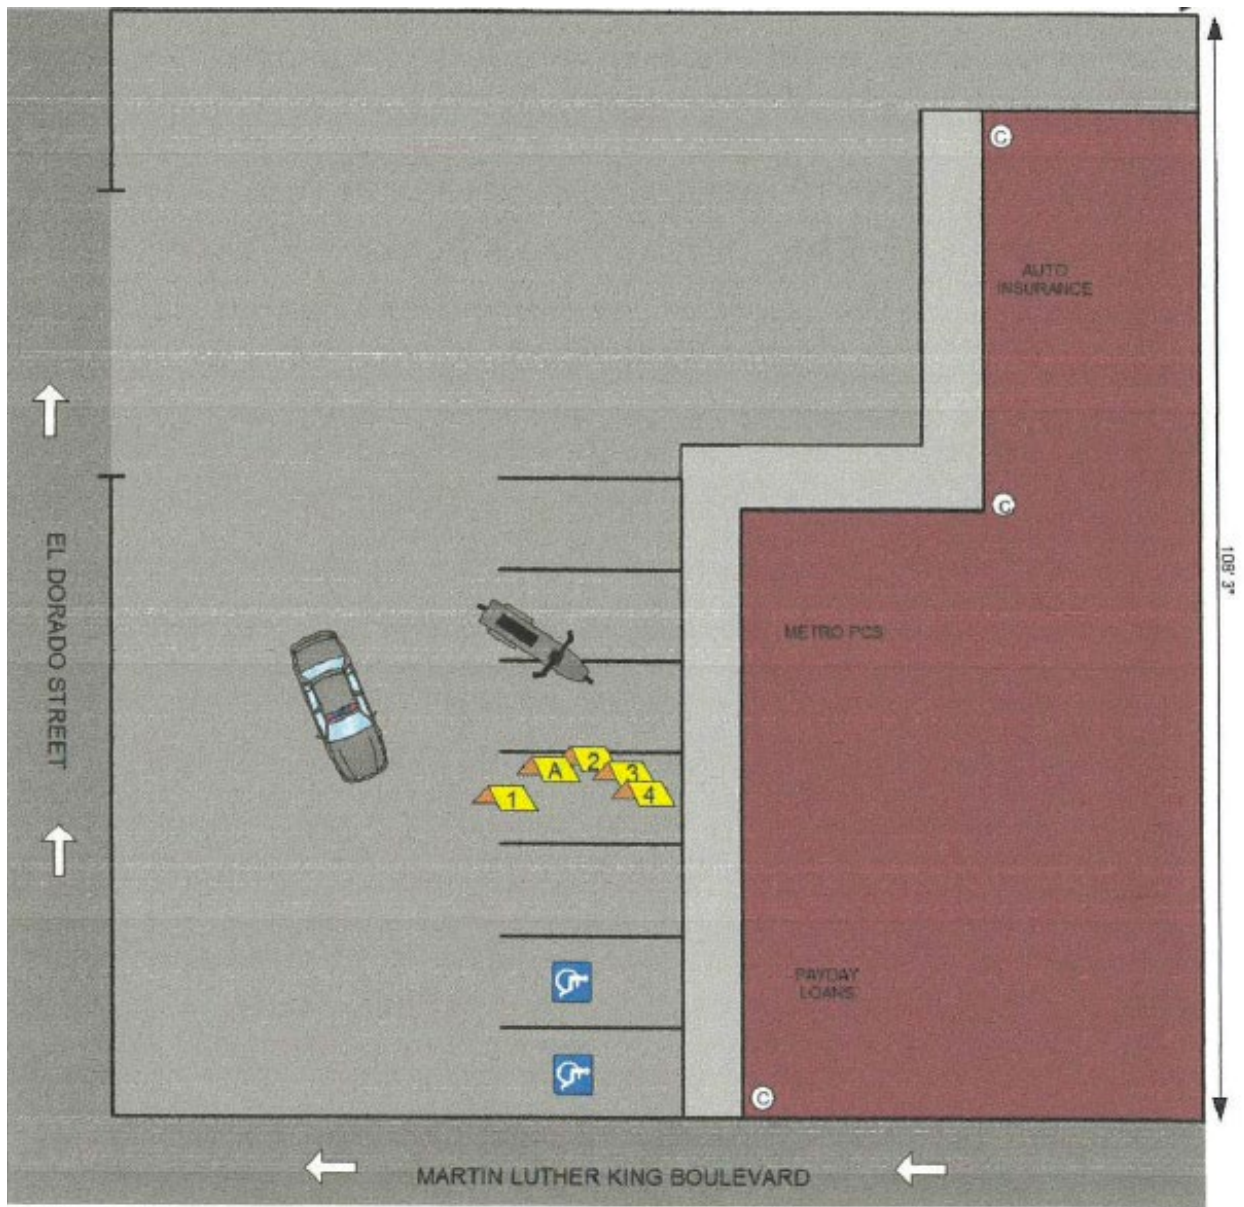 C
AUTO
INSURANCE
C
108' 3"
EL DORADO STREET
METRO PCS
A
2
3
1
4
PAYDAY
LOANS
C
MARTIN LUTHER KING BOULEVARD